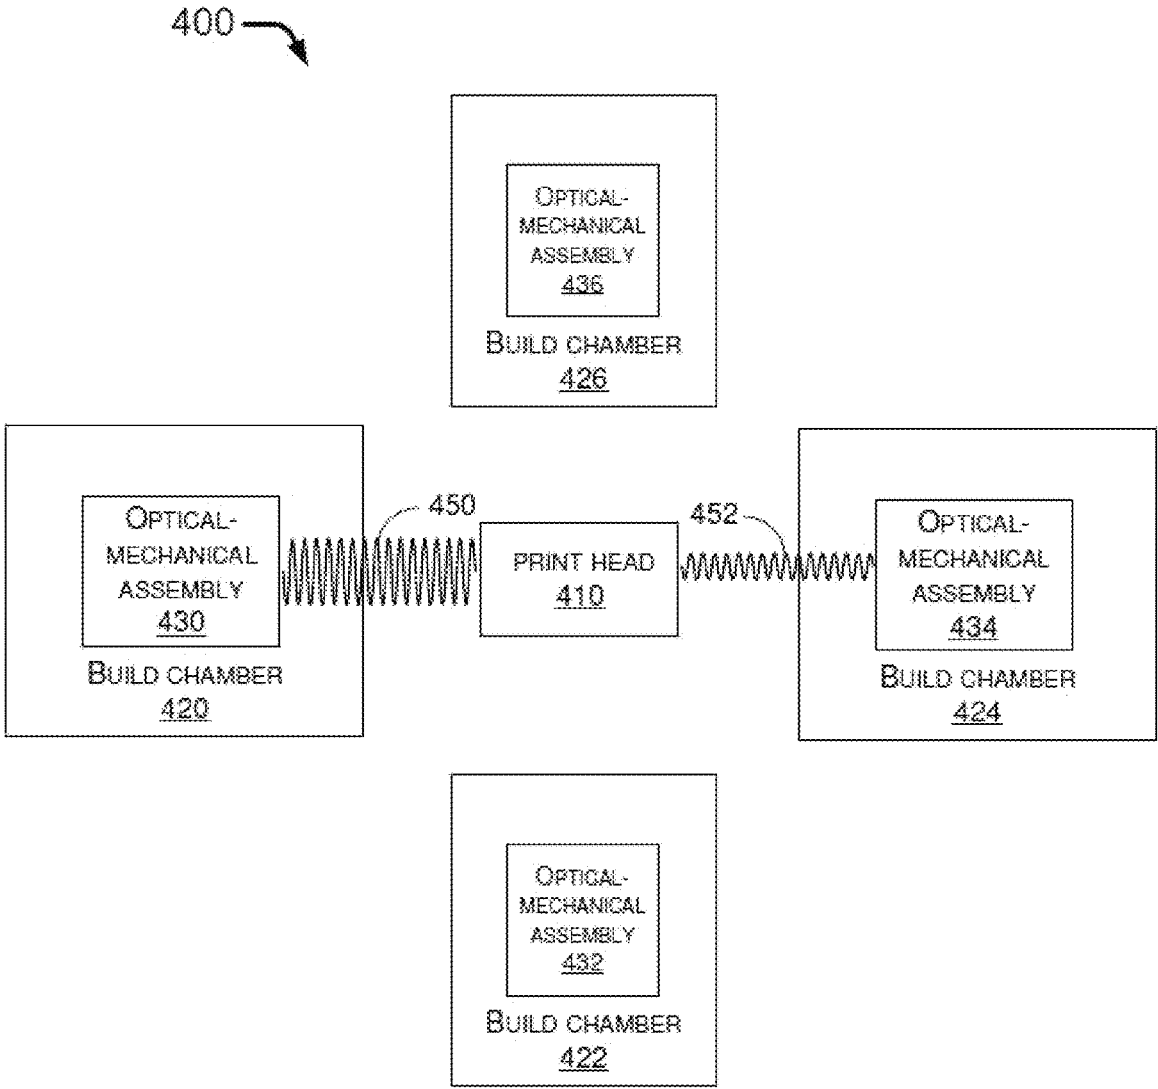 400
OPTICAL-
MECHANICAL
ASSEMBLY
436
BUILD CHAMBER
426
OPTICAL-
MECHANICAL
ASSEMBLY
430
BUILD CHAMBER
420
450
PRINT HEAD
410
452
OPTICAL-
MECHANICAL
ASSEMBLY
434
BUILD CHAMBER
424
OPTICAL-
MECHANICAL
ASSEMBLY
432
BUILD CHAMBER
422